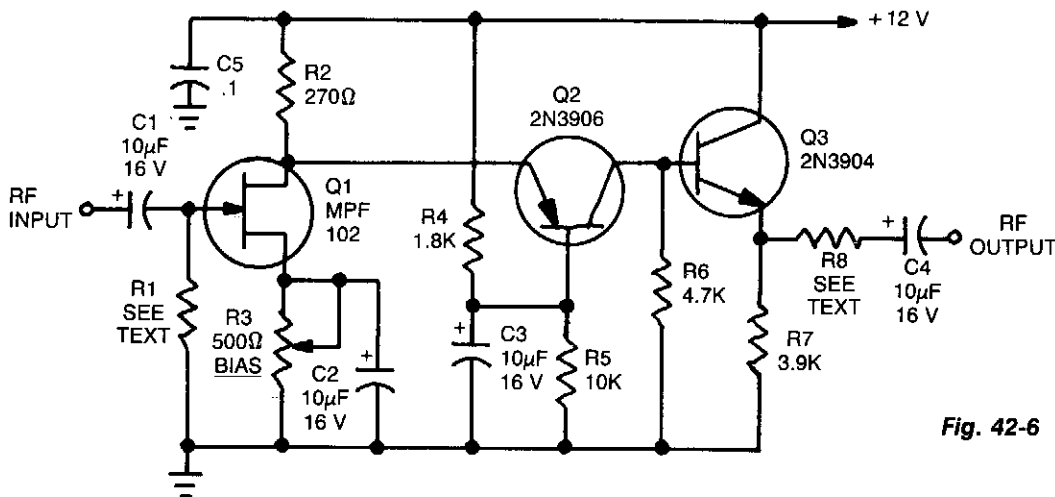 +12 V
C5
.1
R2
270Ω
C1
10μF
16 V
RF
INPUT
+
Q1
MPF
102
R1
SEE
TEXT
R3
500Ω
BIAS
+
C2
10μF
16 V
R4
1.8K
+
C3
10μF
16 V
R5
10K
Q2
2N3906
R6
4.7K
Q3
2N3904
R8
SEE
TEXT
+
C4
10μF
16 V
RF
OUTPUT
R7
3.9K
Fig. 42-6